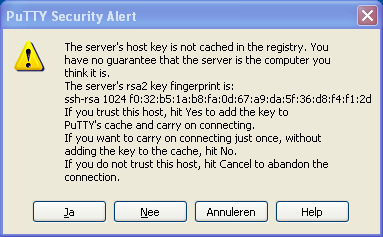 PuTTY Security Alert
The server's host key is not cached in the registry. You
have no guarantee that the server is the computer you
think it is.
The server's rsa2 key fingerprint is:
ssh-rsa 1024 f0:32:b5:1a:b8:fa:0d:67:a9:da:5f:36:d8:f4:f1:2d
If you trust this host, hit Yes to add the key to
PuTTY's cache and carry on connecting.
If you want to carry on connecting just once, without
adding the key to the cache, hit No.
If you do not trust this host, hit Cancel to abandon the
connection.
Ja Nee Annuleren Help